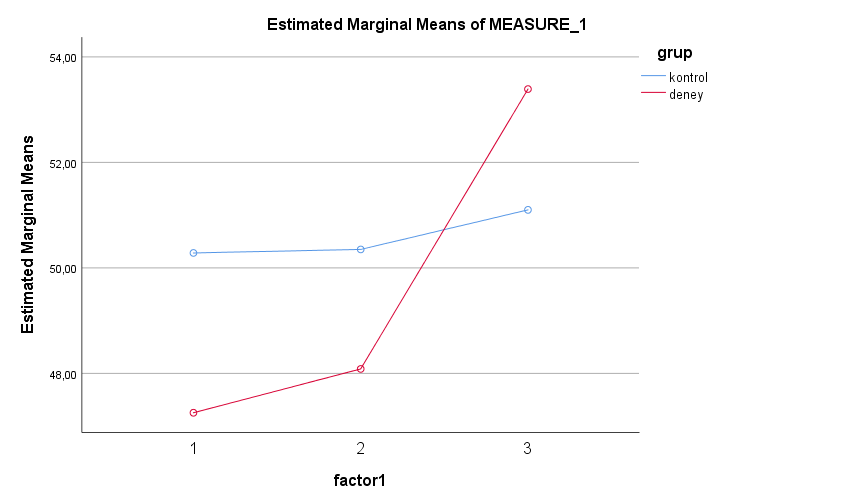 Estimated Marginal Means of MEASURE_1
grup
kontrol
deney
Estimated Marginal Means
54,00
52,00
50,00
48,00
1 2 3
factor1